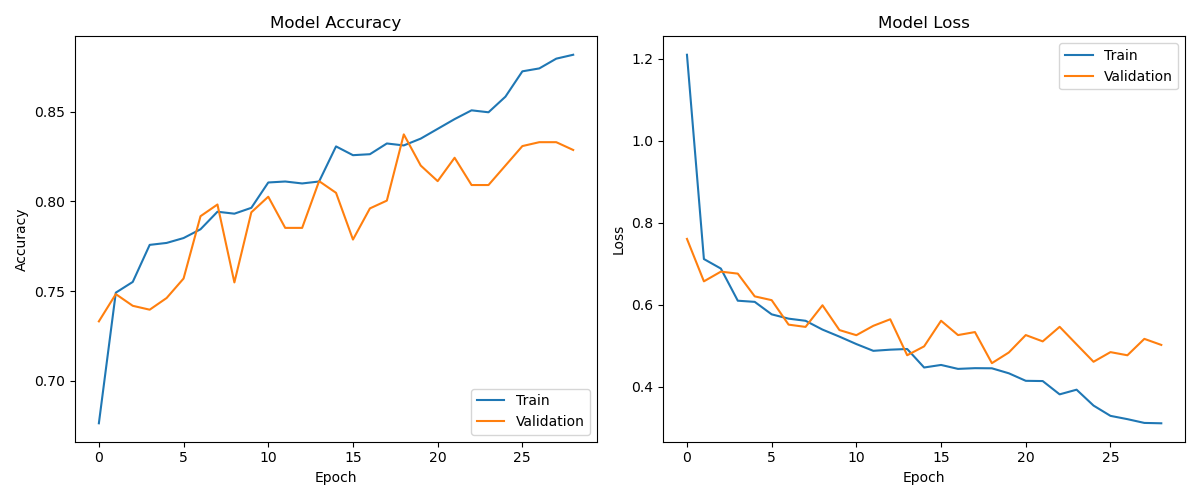 Model Accuracy
Accuracy
0.85
0.80
0.75
0.70
0
5
10
15
20
25
Epoch
Train
Validation
Model Loss
Loss
1.2
1.0
0.8
0.6
0.4
0
5
10
15
20
25
Epoch
Train
Validation